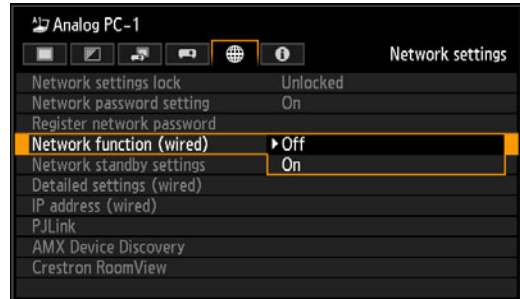 Analog PC-1
Network settings
Network settings lock Unlocked
Network password setting On
Register network password
Network function (wired) Off
Network standby settings On
Detailed settings (wired)
IP address (wired)
PJLink
AMX Device Discovery
Crestron RoomView